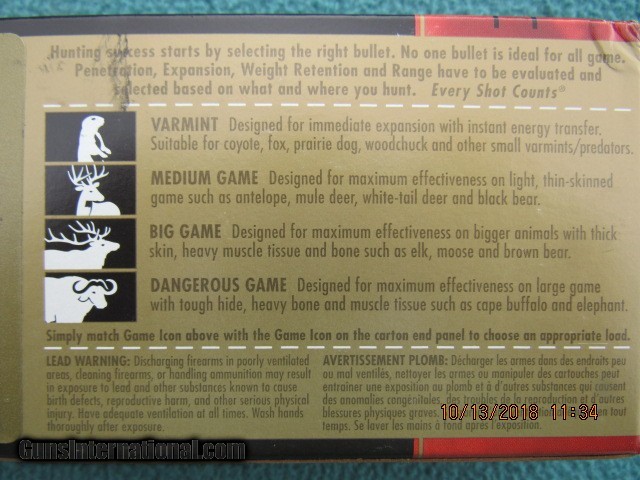 Hunting success starts by selecting the right bullet. No one bullet is ideal for all game.
Penetration, Expansion, Weight Retention and Range have to be evaluated and
selected based on what and where you hunt. Every Shot Counts®
VARMINT Designed for immediate expansion with instant energy transfer.
Suitable for coyote, fox, prairie dog, woodchuck and other small varmints/predators.
MEDIUM GAME Designed for maximum effectiveness on light, thin-skinned
game such as antelope, mule deer, white-tail deer and black bear.
BIG GAME Designed for maximum effectiveness on bigger animals with thick
skin, heavy muscle tissue and bone such as elk, moose and brown bear.
DANGEROUS GAME Designed for maximum effectiveness on large game
with tough hide, heavy bone and muscle tissue such as cape buffalo and elephant.
Simply match Game Icon above with the Game Icon on the carton end panel to choose an appropriate load.
LEAD WARNING: Discharging firearms in poorly ventilated
areas, cleaning firearms, or handling ammunition may result
in exposure to lead and other substances known to cause
birth defects, reproductive harm, and other serious physical
injury. Have adequate ventilation at all times. Wash hands
thoroughly after exposure.
AVERTISSEMENT PLOMB: Décharger les armes dans des endroits peu
ou mal ventilés, nettoyer les armes ou manipuler des cartouches peut
entrainer une exposition au plomb et à d'autres substances qui causent
des anomalies congénitales, des troubles de la reproduction et d'autres
blessures physiques graves. en tout
temps. Se laver les mains à fond après l'exposition.
10/13/2018 11:34
GunsInternational.com